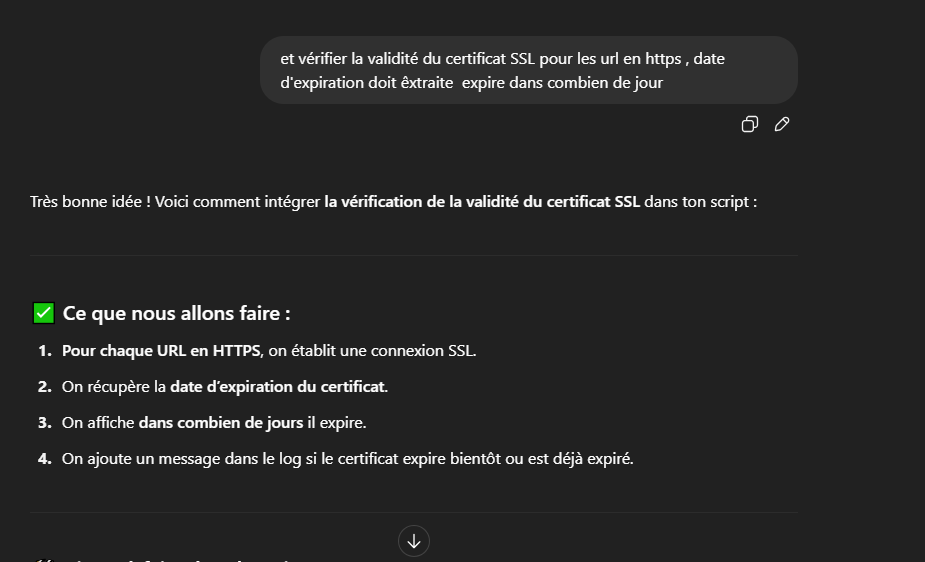 et vérifier la validité du certificat SSL pour les url en https , date
d'expiration doit êxtraite  expire dans combien de jour
Très bonne idée ! Voici comment intégrer la vérification de la validité du certificat SSL dans ton script :
✅ Ce que nous allons faire :
1. Pour chaque URL en HTTPS, on établit une connexion SSL.
2. On récupère la date d’expiration du certificat.
3. On affiche dans combien de jours il expire.
4. On ajoute un message dans le log si le certificat expire bientôt ou est déjà expiré.